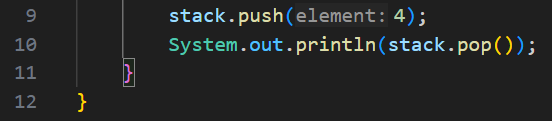 9 stack.push(element: 4);
10 System.out.println(stack.pop());
11 }
12 }